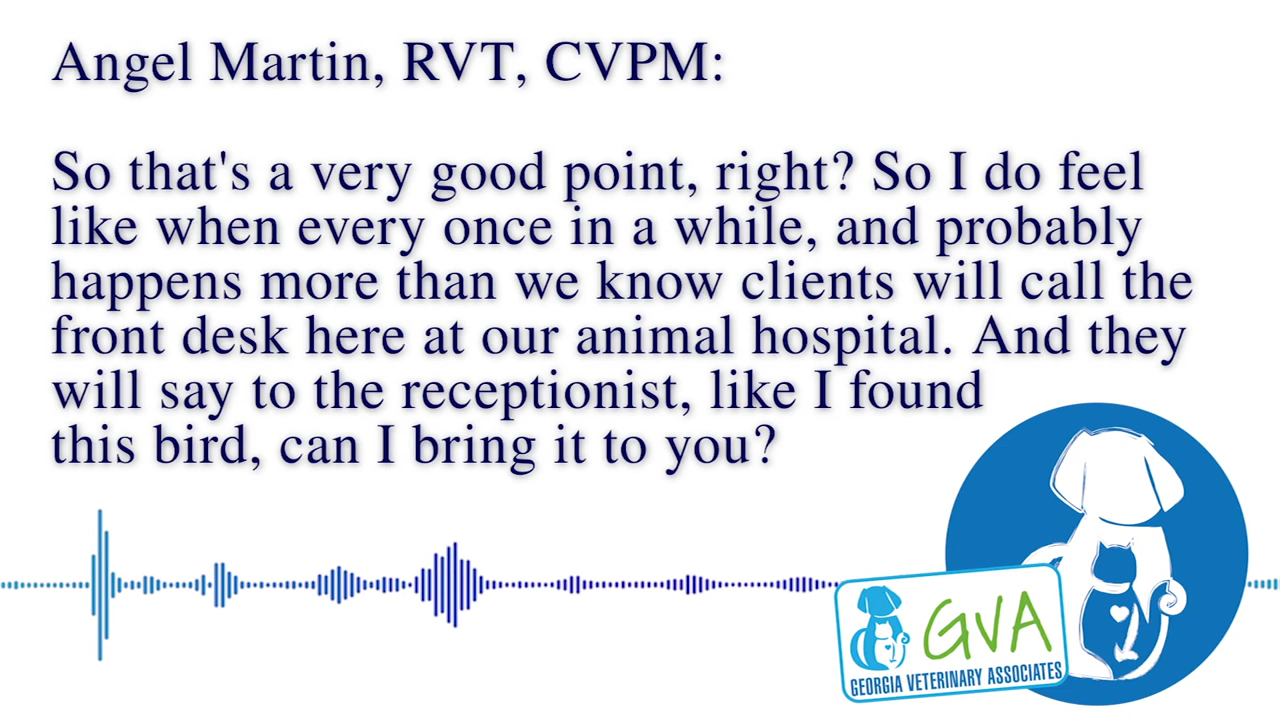 Angel Martin, RVT, CVPM:
So that's a very good point, right? So I do feel
like when every once in a while, and probably
happens more than we know clients will call the
front desk here at our animal hospital. And they
will say to the receptionist, like I found
this bird, can I bring it to you?
GVA
GEORGIA VETERINARY ASSOCIATES